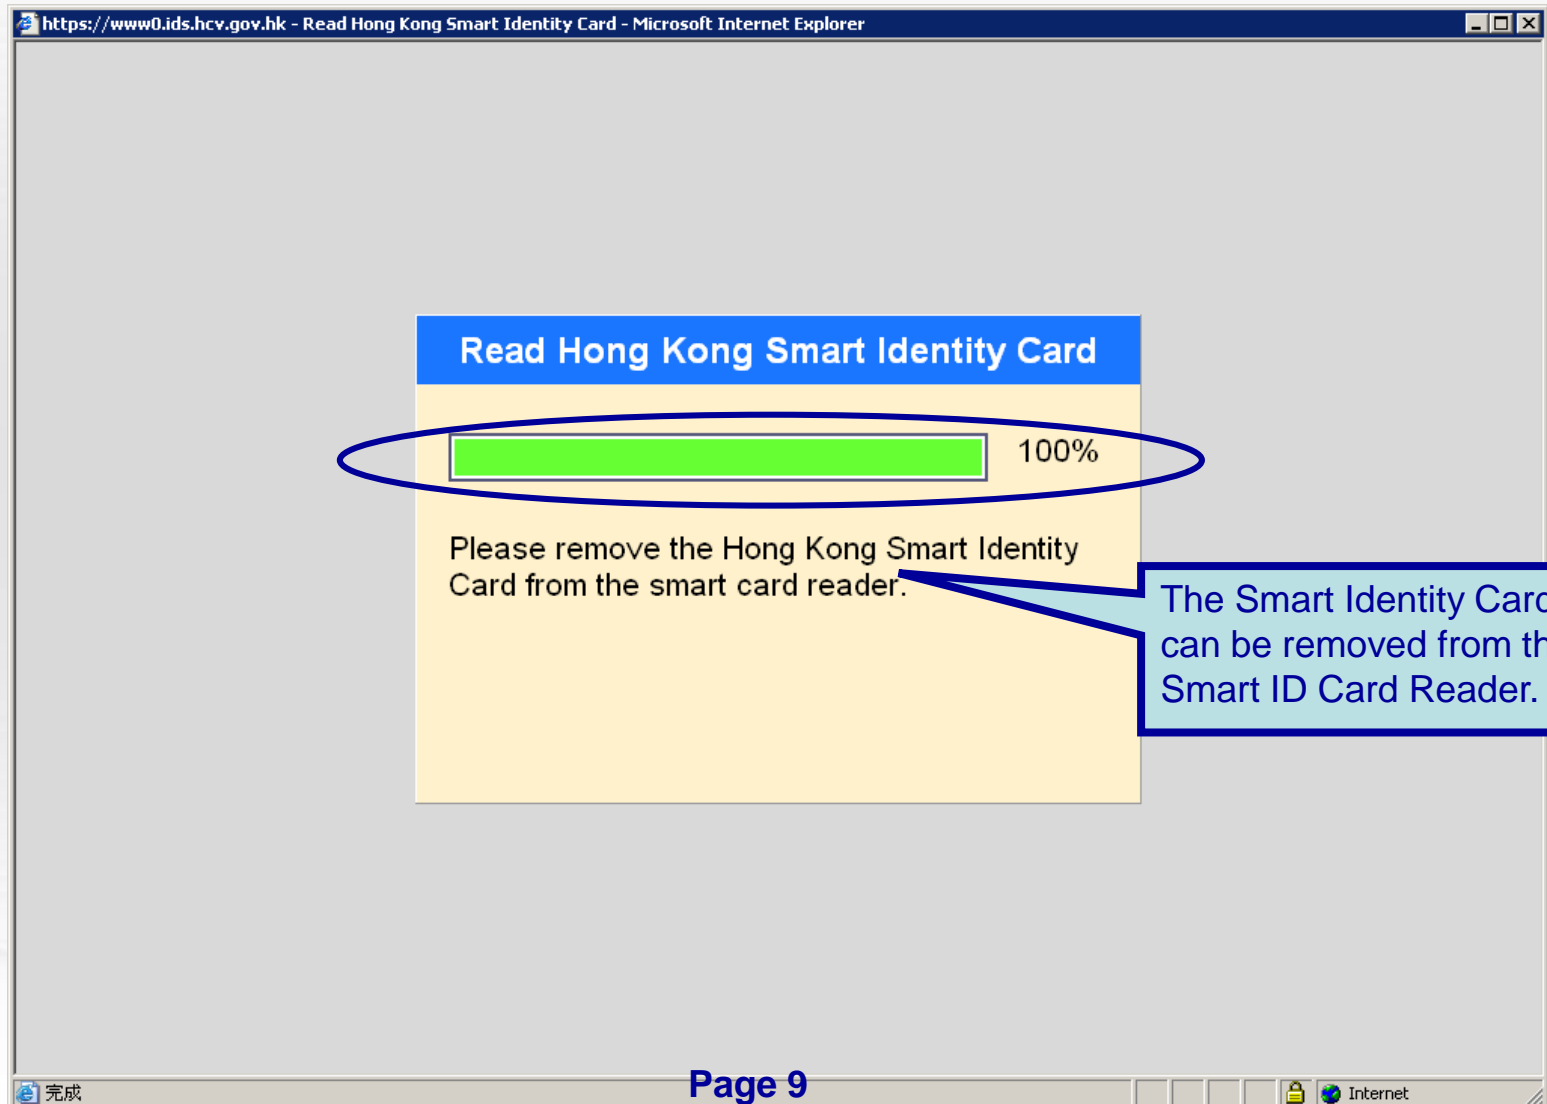 https://www0.ids.hcv.gov.hk - Read Hong Kong Smart Identity Card - Microsoft Internet Explorer
Read Hong Kong Smart Identity Card
100%
Please remove the Hong Kong Smart Identity
Card from the smart card reader.
The Smart Identity Card
can be removed from th
Smart ID Card Reader.
完成
Page 9
Internet